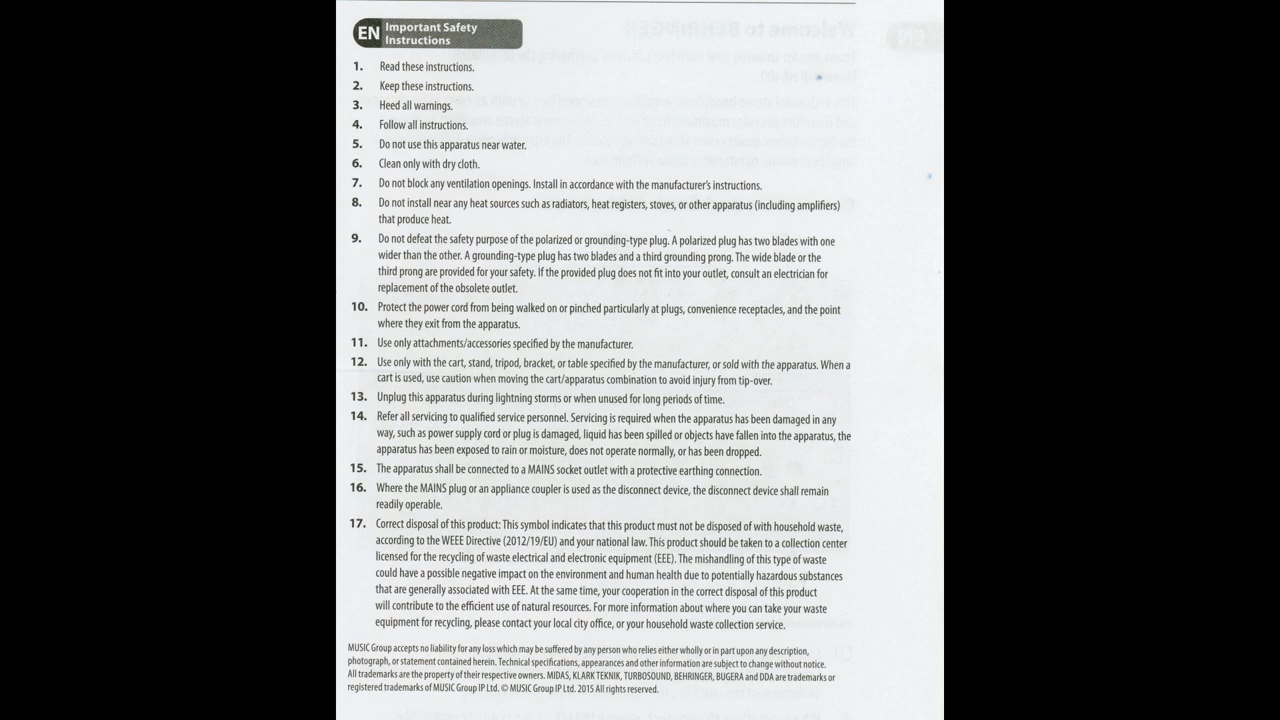 EN Important Safety
Instructions
1. Read these instructions.
2. Keep these instructions.
3. Heed all warnings.
4. Follow all instructions.
5. Do not use this apparatus near water.
6. Clean only with dry cloth.
7. Do not block any ventilation openings. Install in accordance with the manufacturer's instructions.
8. Do not install near any heat sources such as radiators, heat registers, stoves, or other apparatus (including amplifiers)
that produce heat.
9. Do not defeat the safety purpose of the polarized or grounding-type plug. A polarized plug has two blades with one
wider than the other. A grounding-type plug has two blades and a third grounding prong. The wide blade or the
third prong are provided for your safety. If the provided plug does not fit into your outlet, consult an electrician for
replacement of the obsolete outlet.
10. Protect the power cord from being walked on or pinched particularly at plugs, convenience receptacles, and the point
where they exit from the apparatus.
11. Use only attachments/accessories specified by the manufacturer.
12. Use only with the cart, stand, tripod, bracket, or table specified by the manufacturer, or sold with the apparatus. When a
cart is used, use caution when moving the cart/apparatus combination to avoid injury from tip-over.
13. Unplug this apparatus during lightning storms or when unused for long periods of time.
14. Refer all servicing to qualified service personnel. Servicing is required when the apparatus has been damaged in any
way, such as power supply cord or plug is damaged, liquid has been spilled or objects have fallen into the apparatus, the
apparatus has been exposed to rain or moisture, does not operate normally, or has been dropped.
15. The apparatus shall be connected to a MAINS socket outlet with a protective earthing connection.
16. Where the MAINS plug or an appliance coupler is used as the disconnect device, the disconnect device shall remain
readily operable.
17. Correct disposal of this product: This symbol indicates that this product must not be disposed of with household waste,
according to the WEEE Directive (2012/19/EU) and your national law. This product should be taken to a collection center
licensed for the recycling of waste electrical and electronic equipment (EEE). The mishandling of this type of waste
could have a possible negative impact on the environment and human health due to potentially hazardous substances
that are generally associated with EEE. At the same time, your cooperation in the correct disposal of this product
will contribute to the efficient use of natural resources. For more information about where you can take your waste
equipment for recycling, please contact your local city office, or your household waste collection service.
MUSIC Group accepts no liability for any loss which may be suffered by any person who relies either wholly or in part upon any description,
photograph, or statement contained herein. Technical specifications, appearances and other information are subject to change without notice.
All trademarks are the property of their respective owners. MIDAS, KLARK TEKNIK, TURBOSOUND, BEHRINGER, BUGERA and DDA are trademarks or
registered trademarks of MUSIC Group IP Ltd. © MUSIC Group IP Ltd. 2015 All rights reserved.